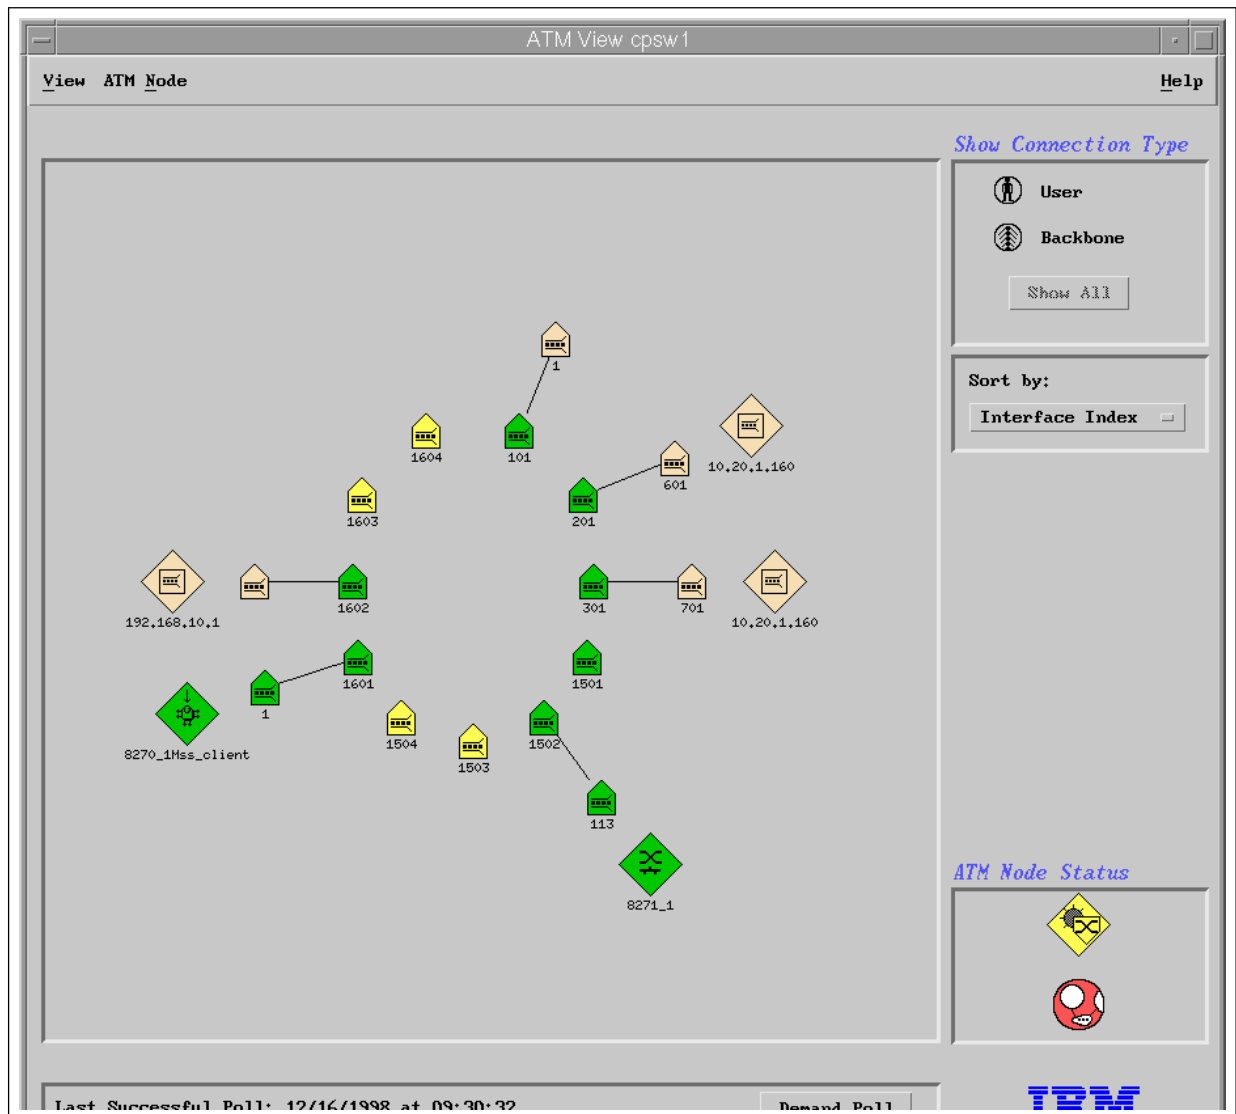 ATM View cpsw1
View ATM Node Help
Show Connection Type
User
Backbone
Show All
Sort by:
Interface Index
1
1604
101
10.20.1.160
601
1603
201
192.168.10.1
1602
301
701
10.20.1.160
1601
1501
1
8270_1Mss_client
1504
1503
1502
113
8271_1
ATM Node Status
Last Successful Poll: 12/16/1998 at 09:30:32
Demand Poll
IBM